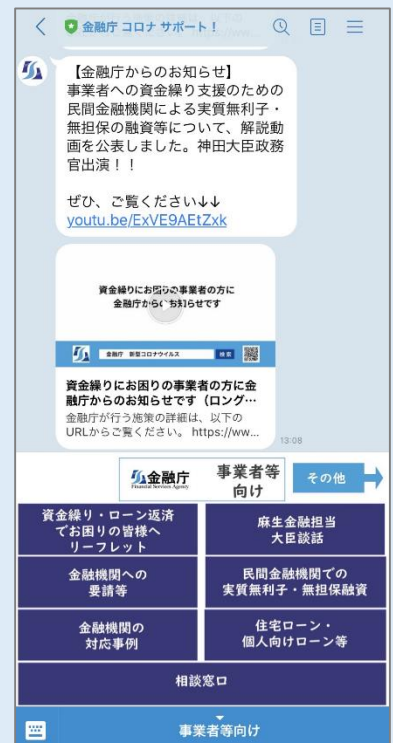 金融庁 コロナ サポート!
【金融庁からのお知らせ】
事業者への資金繰り支援のための
民間金融機関による実質無利子・
無担保の融資等について、解説動
画を公表しました。神田大臣政務
官出演！！
ぜひ、ご覧ください↓↓
youtu.be/ExVE9AEtZxk
資金繰りにお困りの事業者の方に
金融庁からのお知らせです
金融庁 新型コロナウイルス 検索
資金繰りにお困りの事業者の方に金
融庁からのお知らせです（ロング…
金融庁が行う施策の詳細は、以下の
URLからご覧ください。 https://ww...
13:08
金融庁
Financial Services Agency
事業者等
向け
その他
資金繰り・ローン返済
でお困りの皆様へ
リーフレット
麻生金融担当
大臣談話
金融機関への
要請等
民間金融機関での
実質無利子・無担保融資
金融機関の
対応事例
住宅ローン・
個人向けローン等
相談窓口
事業者等向け